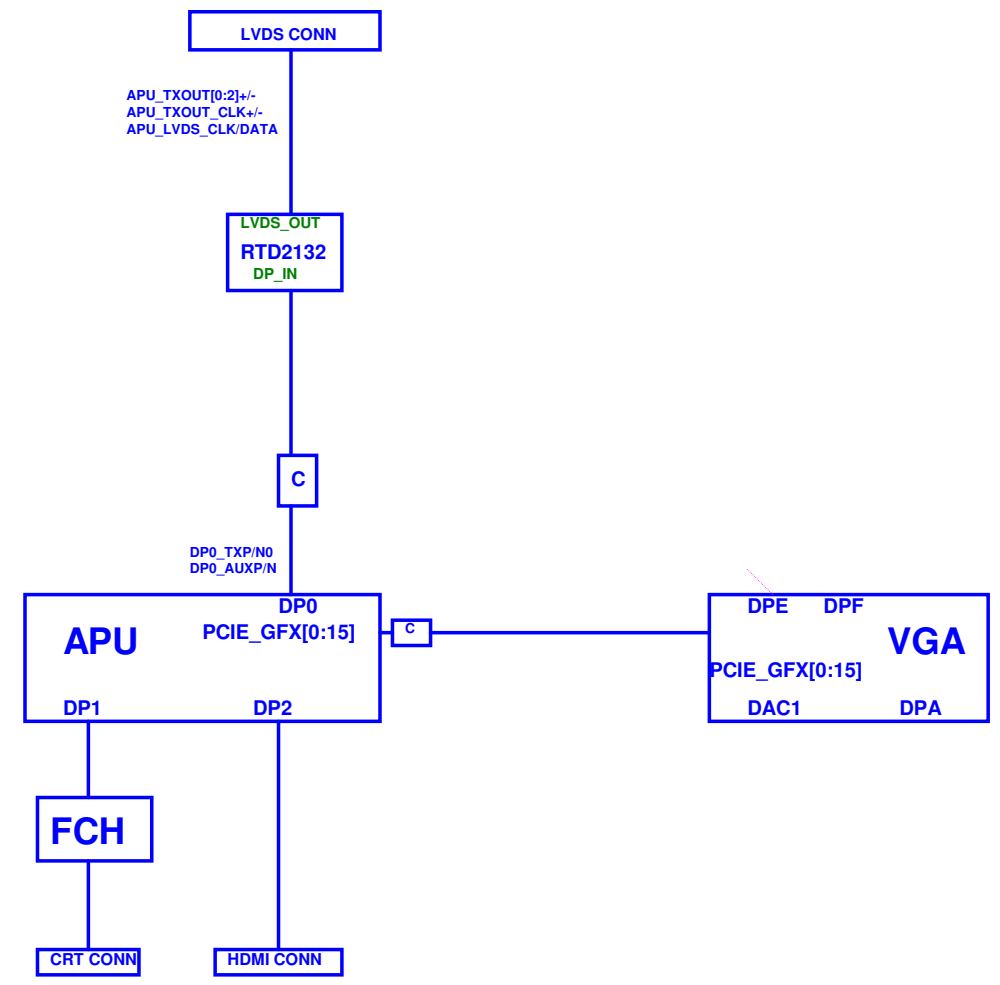 LVDS CONN
APU_TXOUT[0:2]+/-
APU_TXOUT_CLK+/-
APU_LVDS_CLK/DATA
LVDS_OUT
RTD2132
DP_IN
C
DP0_TXP/N0
DP0_AUXP/N
DP0
APU
PCIE_GFX[0:15]
DP1
DP2
C
DPE
DPF
VGA
PCIE_GFX[0:15]
DAC1
DPA
FCH
CRT CONN
HDMI CONN